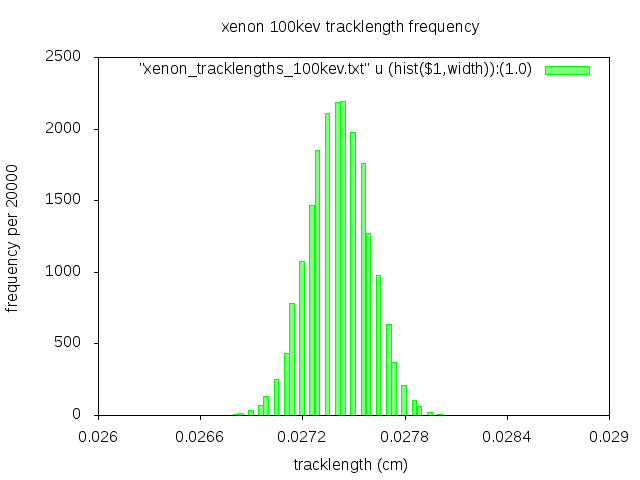 xenon 100kev tracklength frequency
2500
"xenon_tracklengths_100kev.txt" u (hist($1,width)):(1.0)
2000
1500
frequency per 20000
1000
500
0
0.026 0.0266 0.0272 0.0278 0.0284 0.029
tracklength (cm)